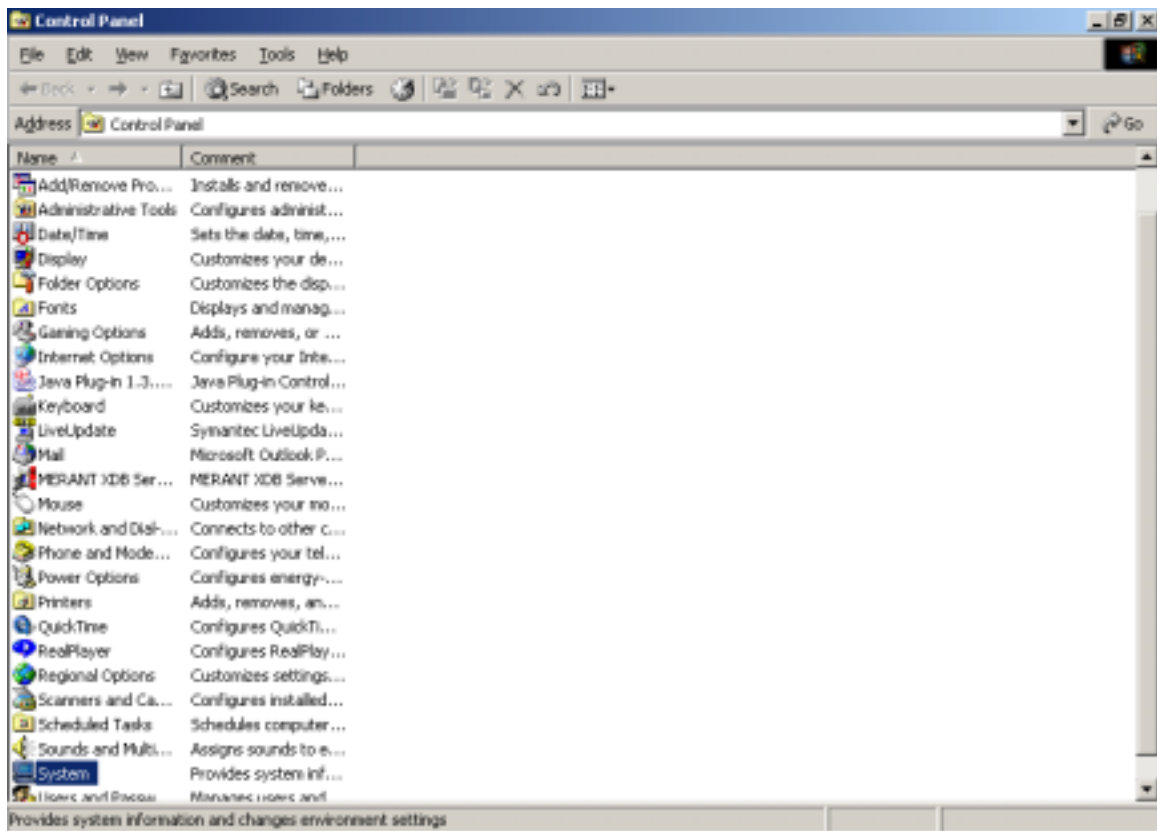 Control Panel
File Edit View Favorites Tools Help
Back Search Folders
Address Control Panel Go
Name Comment
Add/Remove Pro... Installs and remove...
Administrative Tools Configures administ...
Date/Time Sets the date, time,...
Display Customizes your de...
Folder Options Customizes the disp...
Fonts Displays and manag...
Gaming Options Adds, removes, or ...
Internet Options Configure your Inte...
Java Plug-in 1.3.... Java Plug-in Control...
Keyboard Customizes your ke...
LiveUpdate Symantec LiveUpda...
Mail Microsoft Outlook P...
MERANT XDB Ser... MERANT XDB Serve...
Mouse Customizes your mo...
Network and Dial-... Connects to other c...
Phone and Mode... Configures your tel...
Power Options Configures energy-...
Printers Adds, removes, an...
QuickTime Configures QuickTi...
RealPlayer Configures RealPlay...
Regional Options Customizes settings...
Scanners and Ca... Configures installed...
Scheduled Tasks Schedules computer...
Sounds and Multi... Assigns sounds to e...
System Provides system inf...
Users and Passw Manages users and
Provides system information and changes environment settings